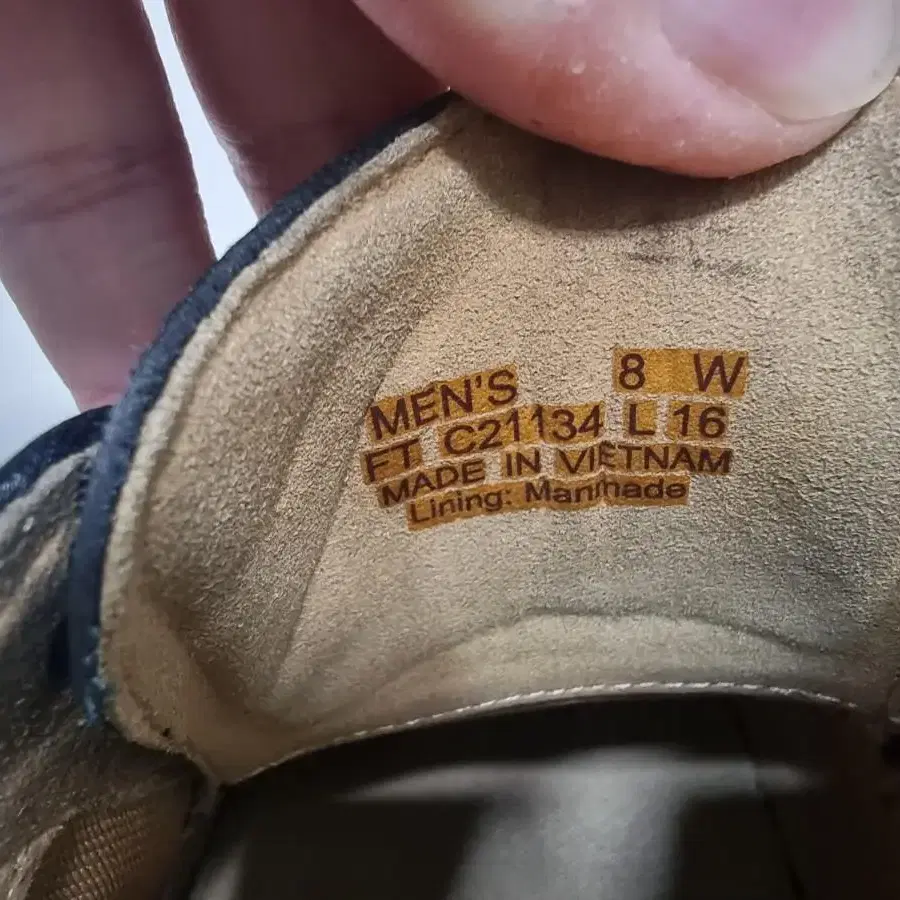 MEN'S 8 W
FT C21134 L 16
MADE IN VIETNAM
Lining: Manmade